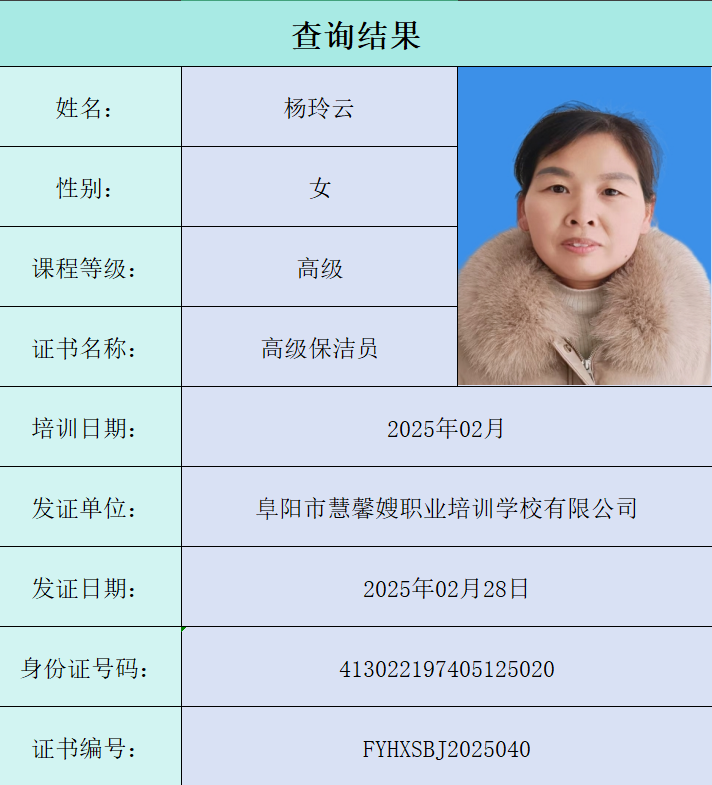 查询结果
姓名： 杨玲云
性别： 女
课程等级： 高级
证书名称： 高级保洁员
培训日期： 2025年02月
发证单位： 阜阳市慧馨嫂职业培训学校有限公司
发证日期： 2025年02月28日
身份证号码： 413022197405125020
证书编号： FYHXSBJ2025040